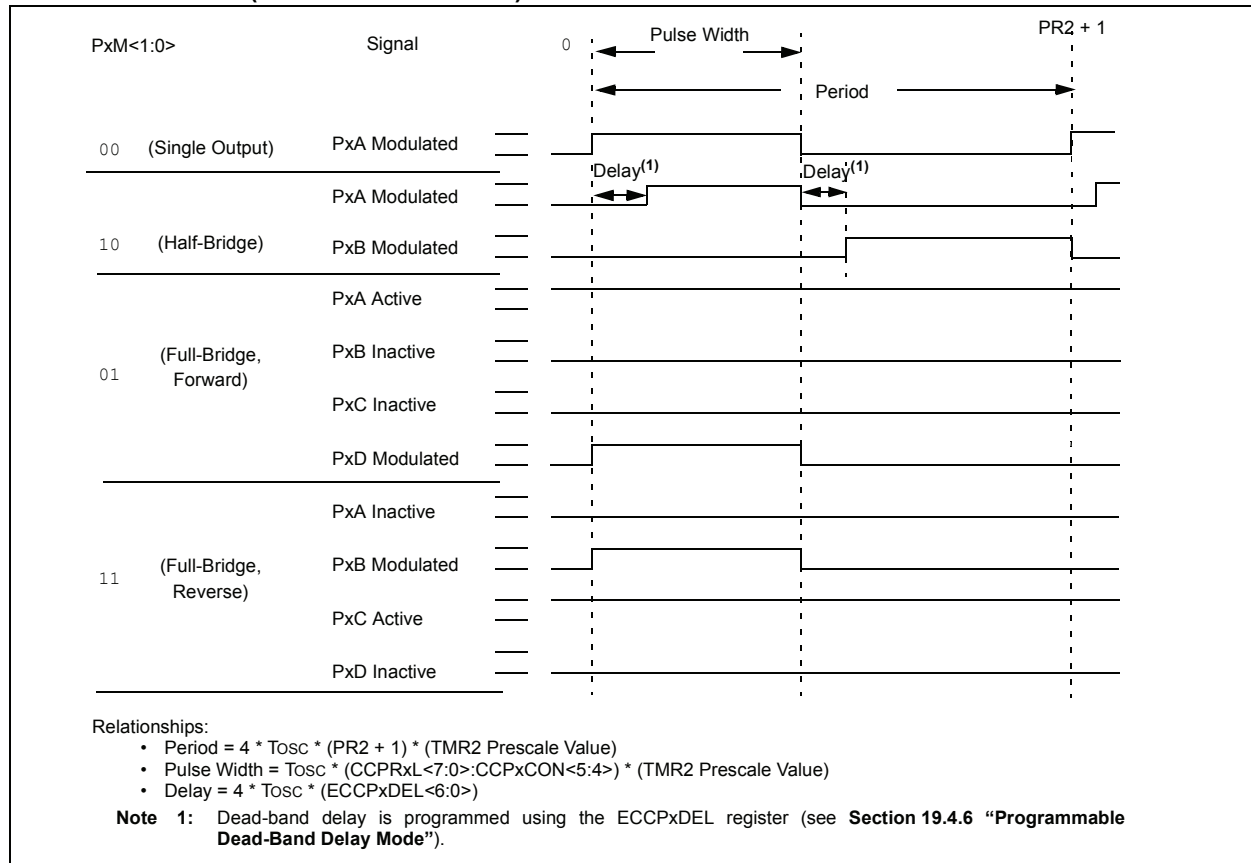 PxM<1:0> Signal 0 Pulse Width PR2 + 1
Period
00 (Single Output) PxA Modulated
Delay(1) Delay(1)
PxA Modulated
10 (Half-Bridge) PxB Modulated
PxA Active
01 (Full-Bridge,
Forward)
PxB Inactive
PxC Inactive
PxD Modulated
PxA Inactive
11 (Full-Bridge,
Reverse)
PxB Modulated
PxC Active
PxD Inactive
Relationships:
• Period = 4 * TOSC * (PR2 + 1) * (TMR2 Prescale Value)
• Pulse Width = TOSC * (CCPRxL<7:0>:CCPxCON<5:4>) * (TMR2 Prescale Value)
• Delay = 4 * TOSC * (ECCPxDEL<6:0>)
Note 1: Dead-band delay is programmed using the ECCPxDEL register (see Section 19.4.6 “Programmable
Dead-Band Delay Mode”).